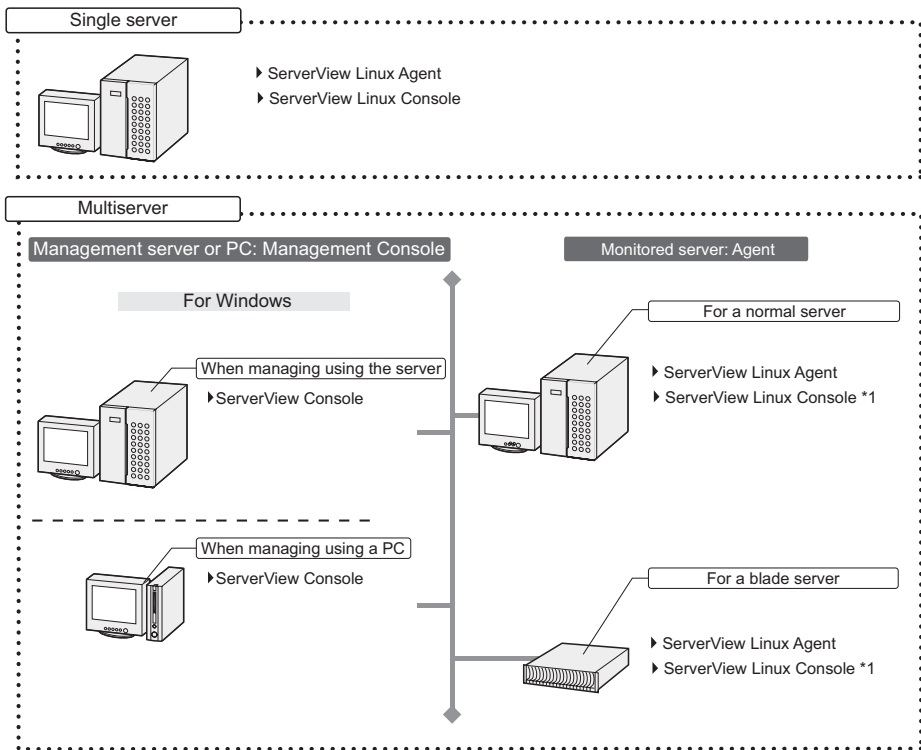 Single server
ServerView Linux Agent
ServerView Linux Console
Multiserver
Management server or PC: Management Console
Monitored server: Agent
For Windows
For a normal server
When managing using the server
ServerView Console
ServerView Linux Agent
ServerView Linux Console *1
When managing using a PC
ServerView Console
For a blade server
ServerView Linux Agent
ServerView Linux Console *1